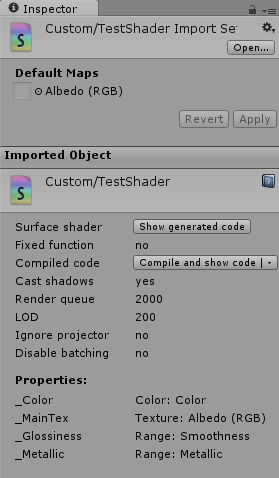 Inspector
Custom/TestShader Import Se
Open...
Default Maps
Albedo (RGB)
Revert Apply
Imported Object
S Custom/TestShader
Surface shader Show generated code
Fixed function no
Compiled code Compile and show code
Cast shadows yes
Render queue 2000
LOD 200
Ignore projector no
Disable batching no
Properties:
_Color Color: Color
_MainTex Texture: Albedo (RGB)
_Glossiness Range: Smoothness
_Metallic Range: Metallic